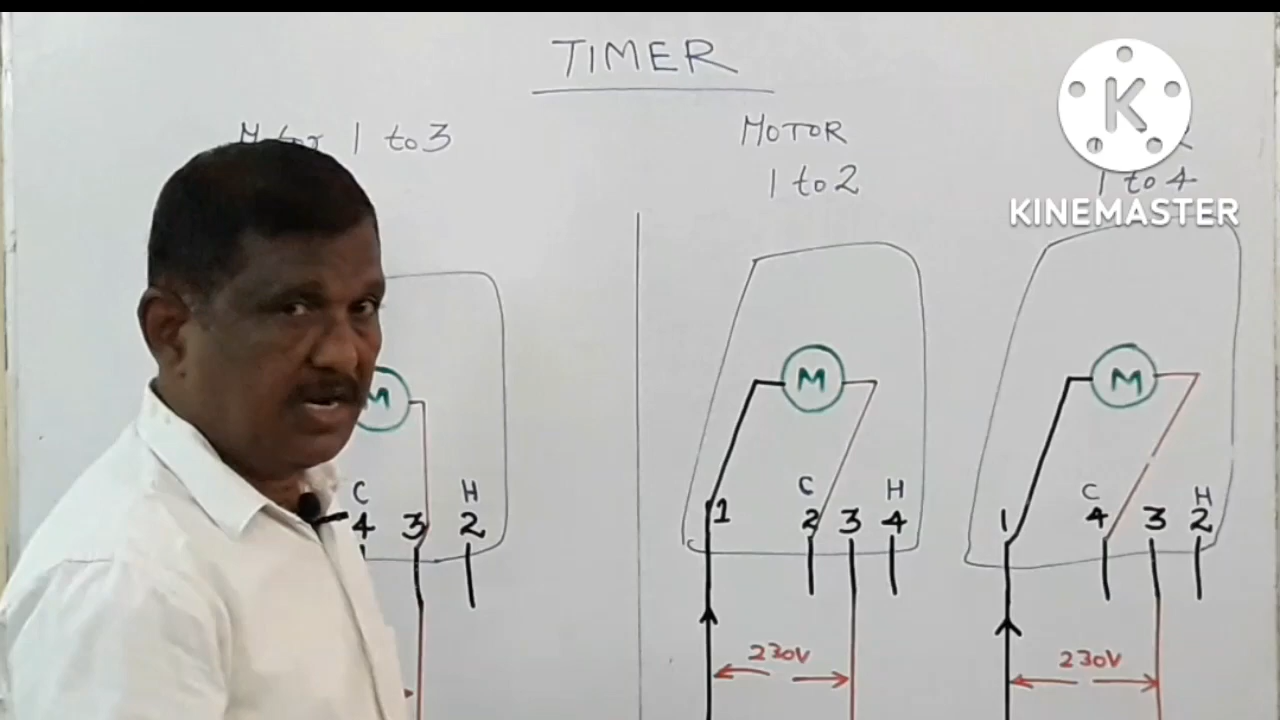 TIMER
Motor 1 to 3
M
C
H
4 3 2
MOTOR
1 to 2
M
C
H
1 2 3 4
230V
1 to 4
M
C
H
1 4 3 2
230V
K
KINEMASTER